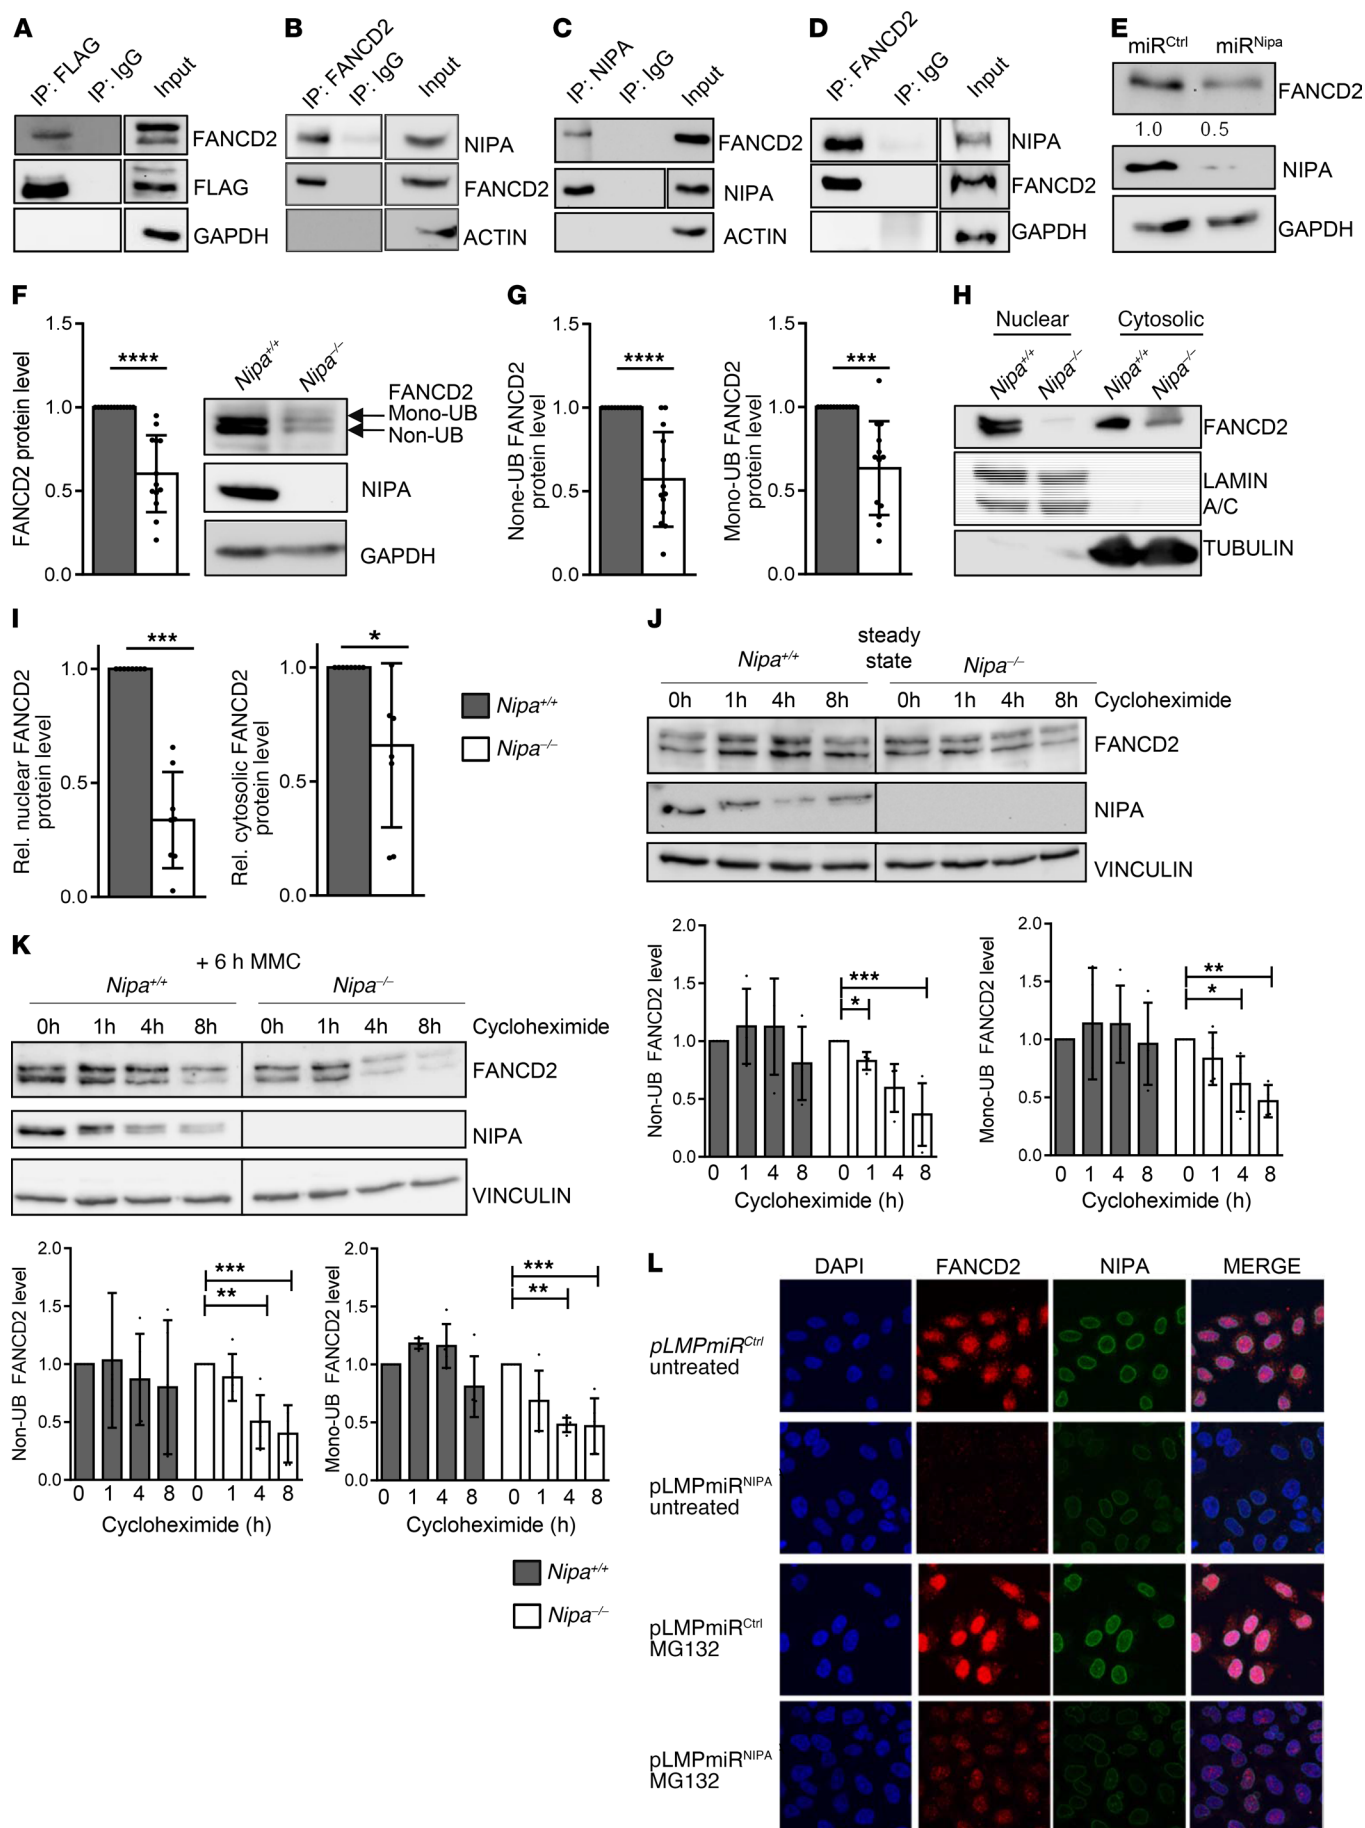 A
IP: FLAG
IP: IgG
Input
FANCD2
FLAG
GAPDH
B
IP: FANCD2
IP: IgG
Input
NIPA
FANCD2
ACTIN
C
IP: NIPA
IP: IgG
Input
FANCD2
NIPA
ACTIN
D
IP: FANCD2
IP: IgG
Input
NIPA
FANCD2
GAPDH
E
miRCtrl miRNipa
FANCD2
1.0 0.5
NIPA
GAPDH
F
FANCD2 protein level
1.5
1.0
0.5
0.0
****
Nipa+/+
Nipa−/−
FANCD2
Mono-UB
Non-UB
NIPA
GAPDH
G
None-UB FANCD2
protein level
1.5
1.0
0.5
0.0
****
Mono-UB FANCD2
protein level
1.5
1.0
0.5
0.0
***
H
Nuclear Cytosolic
Nipa+/+
Nipa−/−
Nipa+/+
Nipa−/−
FANCD2
LAMIN
A/C
TUBULIN
I
Rel. nuclear FANCD2
protein level
1.0
0.5
0.0
***
Rel. cytosolic FANCD2
protein level
1.0
0.5
0.0
*
Nipa+/+
Nipa−/−
J
steady
state
Nipa+/+ Nipa−/−
0h 1h 4h 8h 0h 1h 4h 8h Cycloheximide
FANCD2
NIPA
VINCULIN
Non-UB FANCD2 level
2.0
1.5
1.0
0.5
0.0
***
*
0 1 4 8 0 1 4 8
Cycloheximide (h)
Mono-UB FANCD2 level
2.0
1.5
1.0
0.5
0.0
**
*
0 1 4 8 0 1 4 8
Cycloheximide (h)
K
+ 6 h MMC
Nipa+/+ Nipa−/−
0h 1h 4h 8h 0h 1h 4h 8h Cycloheximide
FANCD2
NIPA
VINCULIN
Non-UB FANCD2 level
2.0
1.5
1.0
0.5
0.0
***
**
0 1 4 8 0 1 4 8
Cycloheximide (h)
Mono-UB FANCD2 level
2.0
1.5
1.0
0.5
0.0
***
**
0 1 4 8 0 1 4 8
Cycloheximide (h)
Nipa+/+
Nipa−/−
L
DAPI FANCD2 NIPA MERGE
pLMPmiRCtrl
untreated
pLMPmiRNIPA
untreated
pLMPmiRCtrl
MG132
pLMPmiRNIPA
MG132